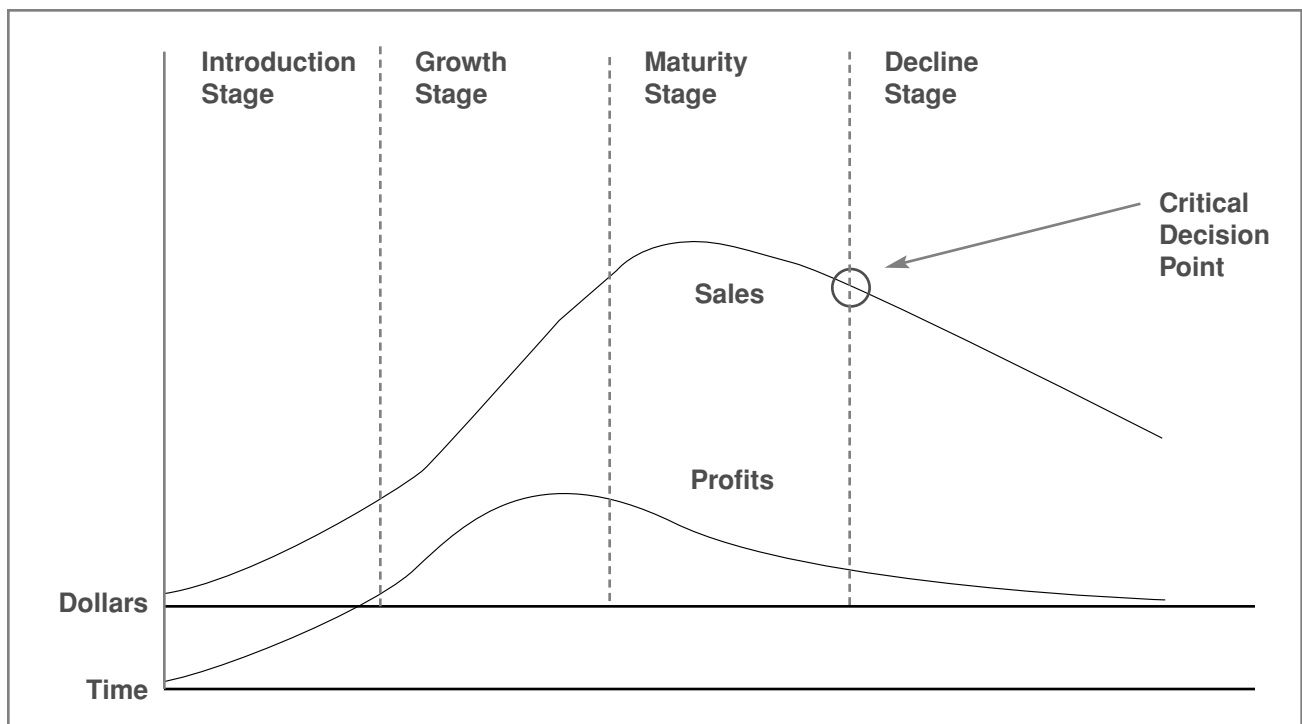 Introduction
Stage
Growth
Stage
Maturity
Stage
Decline
Stage
Critical
Decision
Point
Sales
Profits
Dollars
Time